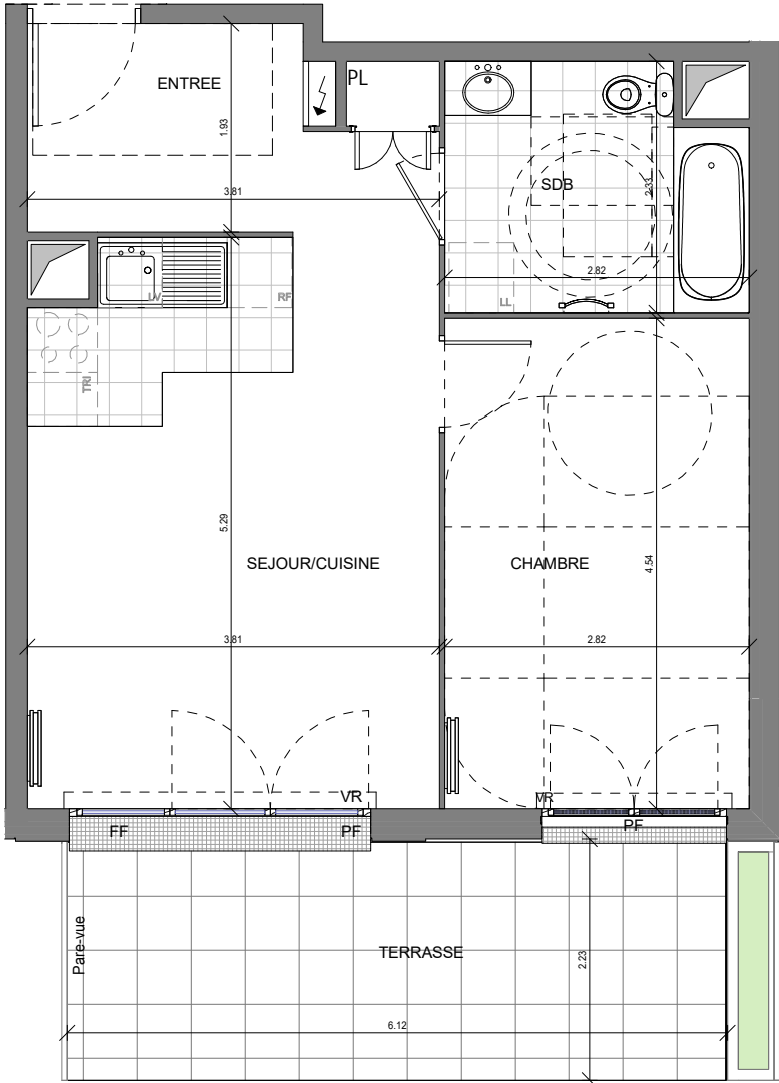 PL
ENTREE
1.93
3.81
SDB
2.33
2.82
LV
RF
LL
TRI
5.29
SEJOUR/CUISINE
CHAMBRE
4.54
3.81
2.82
VR
VR
FF
PF
PF
Pare-vue
TERRASSE
2.23
6.12